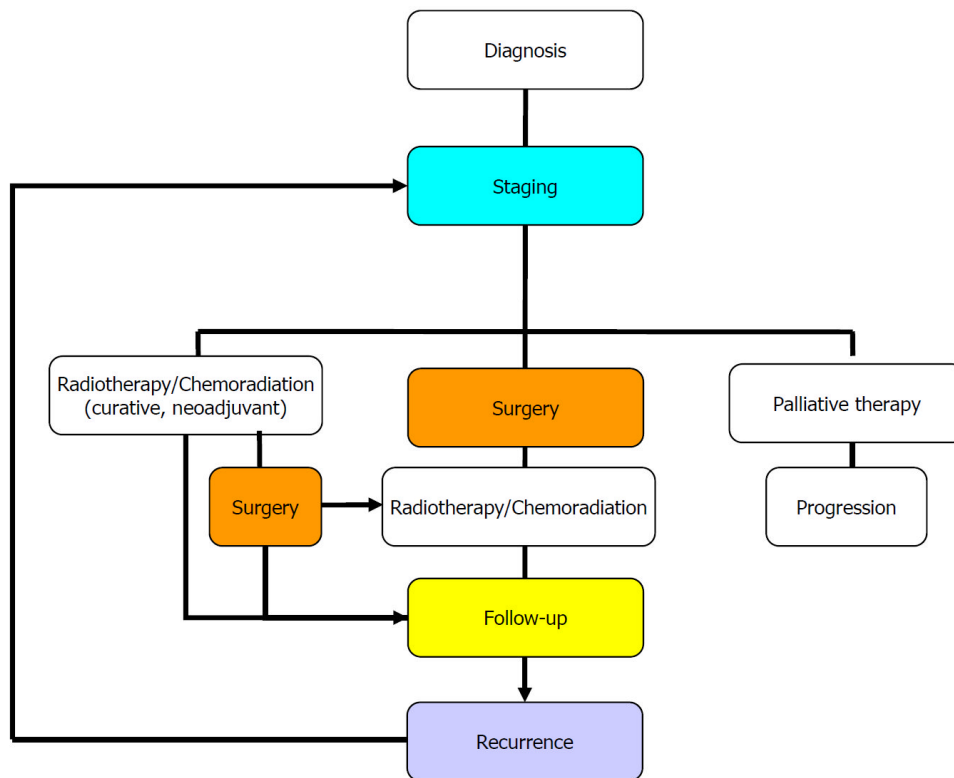 Diagnosis
Staging
Radiotherapy/Chemoradiation
(curative, neoadjuvant)
Surgery
Palliative therapy
Surgery
Radiotherapy/Chemoradiation
Progression
Follow-up
Recurrence